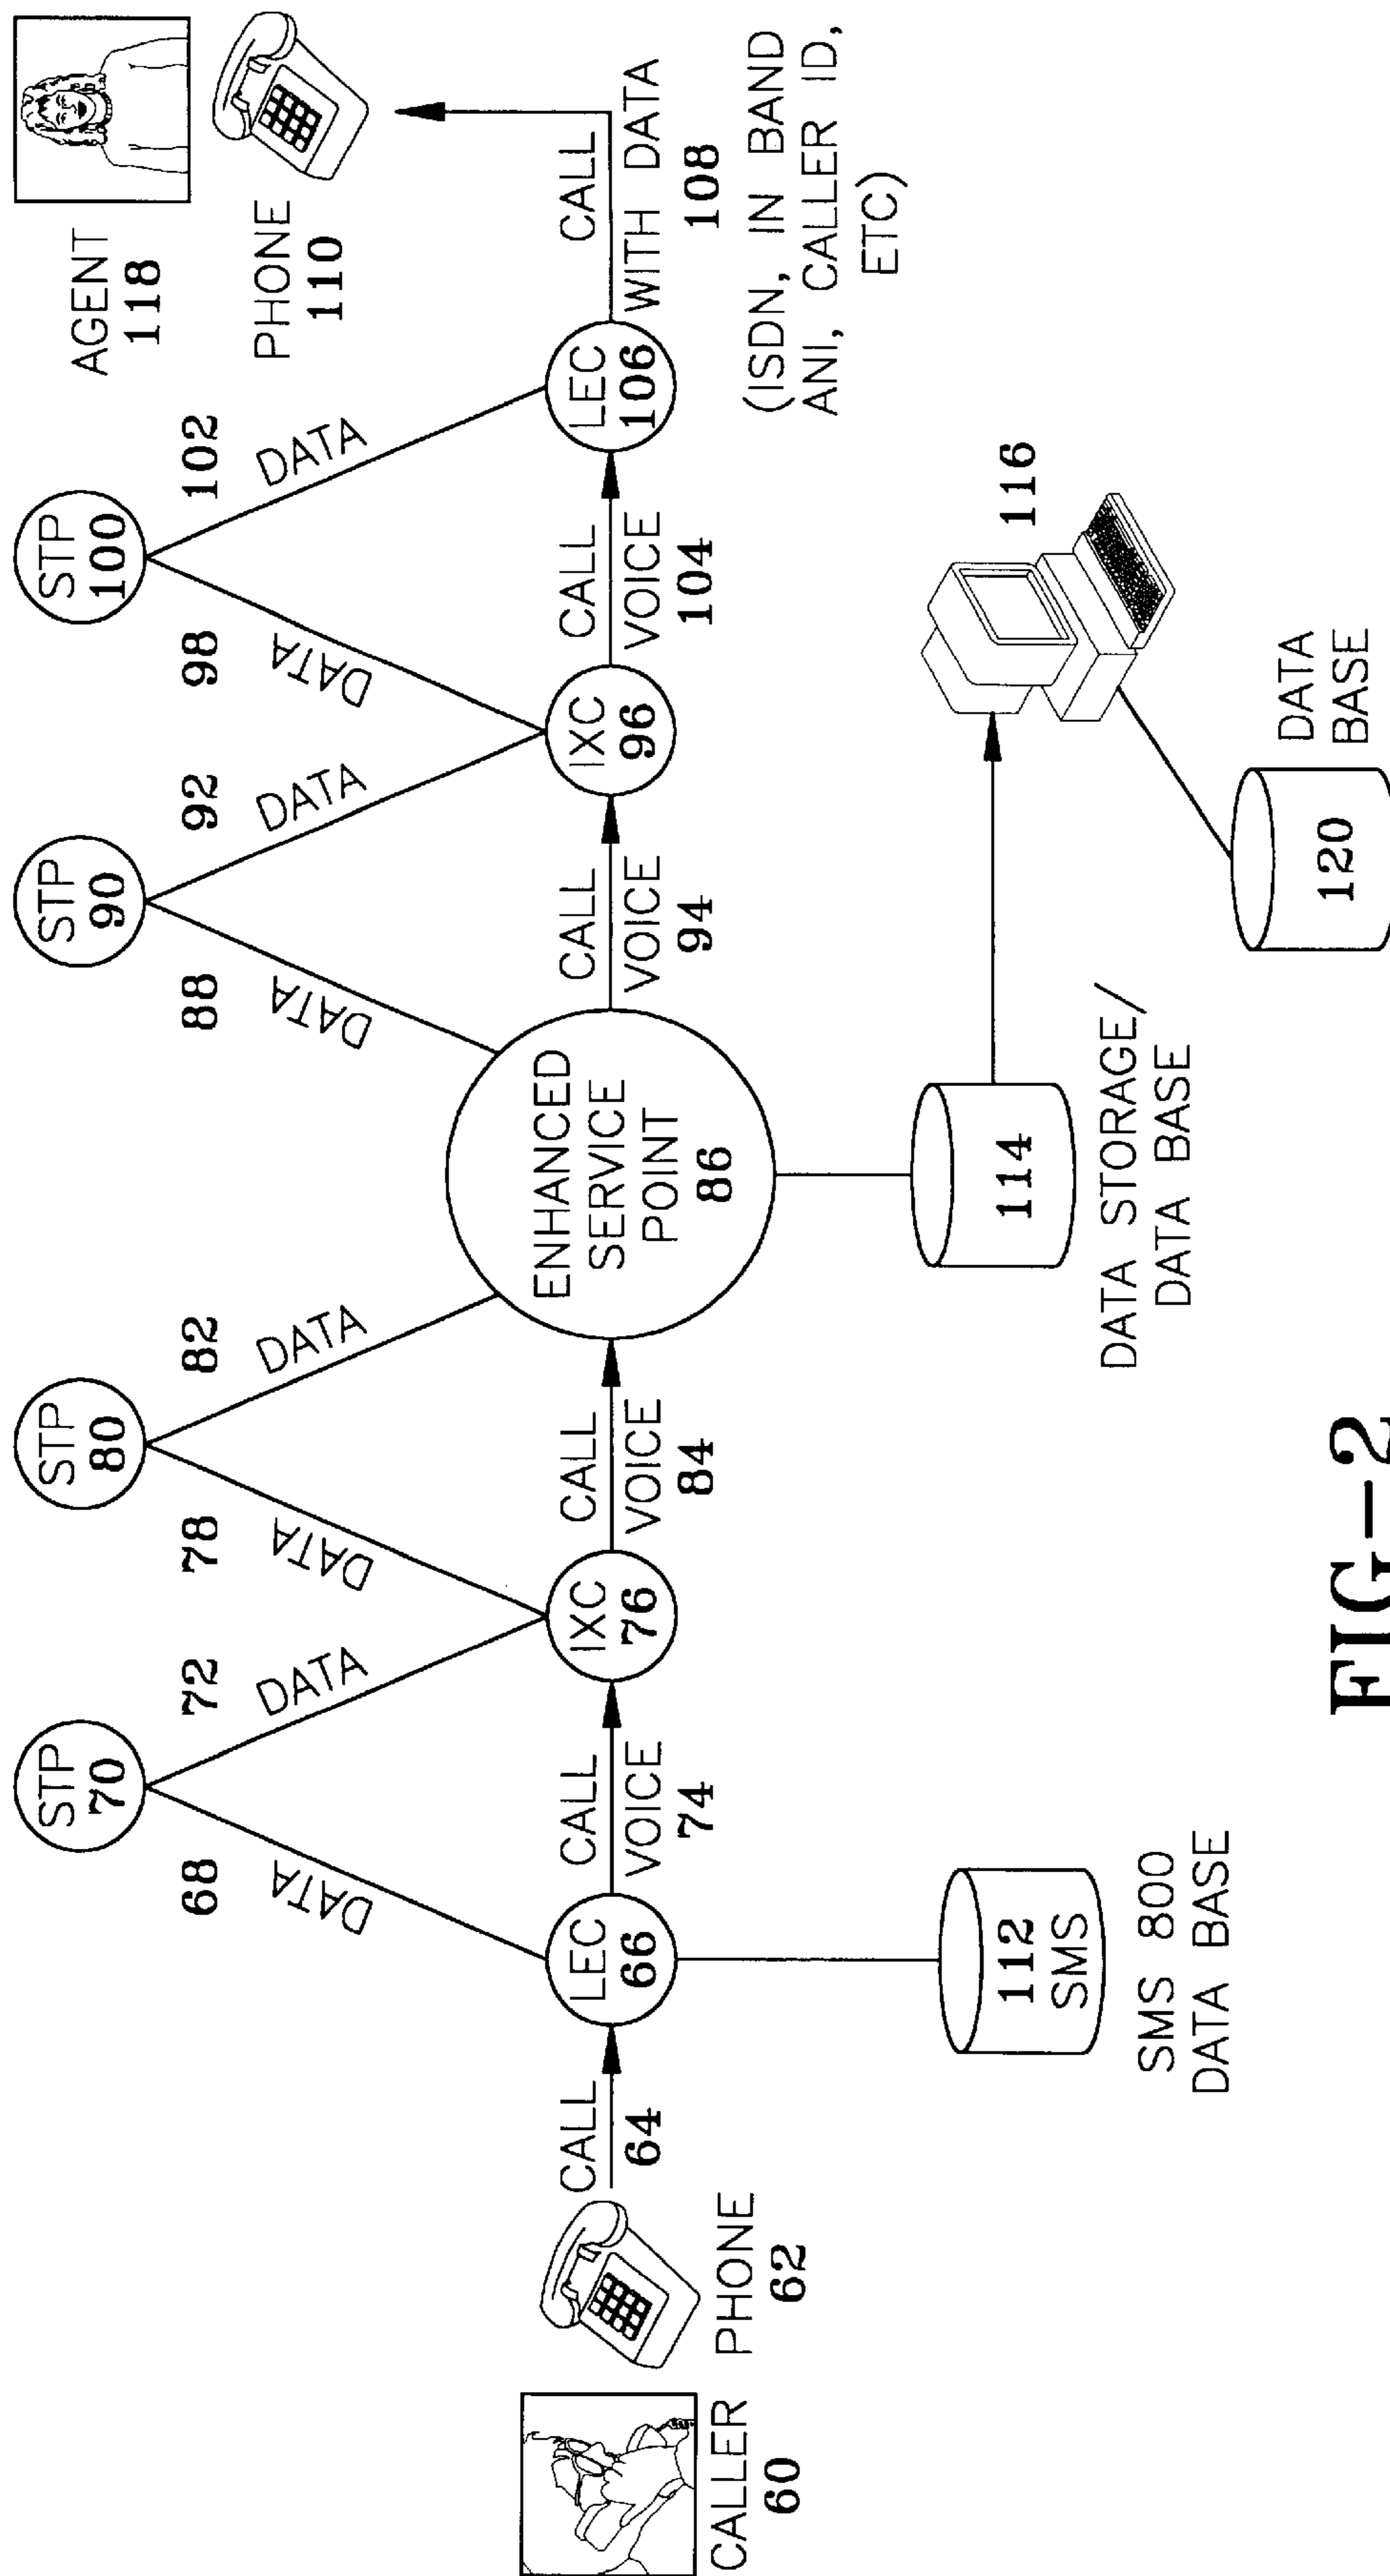 STP
70
STP
80
STP
90
STP
100
AGENT
118
68
72
78
82
88
92
98
102
DATA
DATA
DATA
DATA
DATA
DATA
DATA
DATA
PHONE
110
CALLER
60
PHONE
62
CALL
64
LEC
66
CALL
VOICE
74
IXC
76
CALL
VOICE
84
ENHANCED
SERVICE
POINT
86
CALL
VOICE
94
IXC
96
CALL
VOICE
104
LEC
106
CALL
WITH DATA
108
(ISDN, IN BAND
ANI, CALLER ID,
ETC)
112
SMS
SMS 800
DATA BASE
114
DATA STORAGE/
DATA BASE
116
120
DATA
BASE
FIG-2